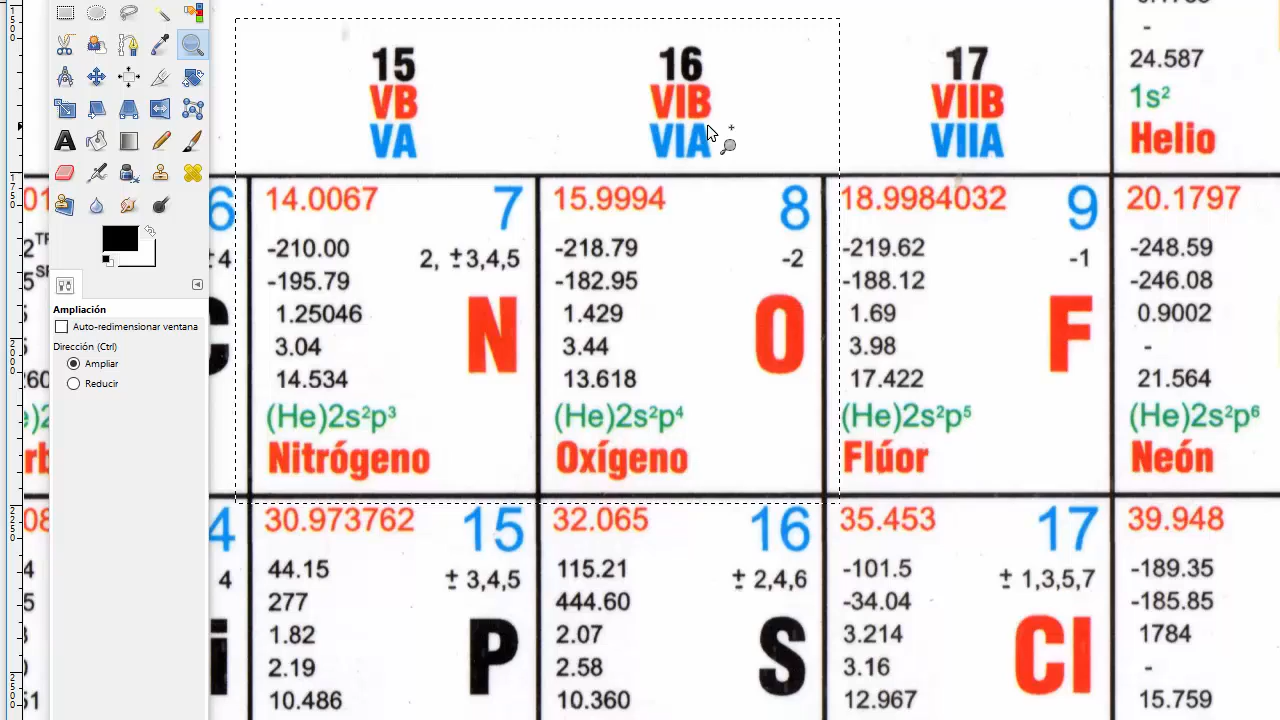 15
VB
VA
16
VIB
VIA
17
VIIB
VIIA
-
24.587
1s²
Helio
6
±4
C
14.0067 7
-210.00
2, ±3,4,5
-195.79
1.25046
3.04
14.534
N
(He)2s²p³
Nitrógeno
15.9994 8
-218.79
-2
-182.95
1.429
3.44
13.618
O
(He)2s²p⁴
Oxígeno
18.9984032 9
-219.62
-1
-188.12
1.69
3.98
17.422
F
(He)2s²p⁵
Flúor
20.1797
-248.59
-246.08
0.9002
-
21.564
(He)2s²p⁶
Neón
4
4
i
30.973762 15
44.15
± 3,4,5
277
1.82
2.19
10.486
P
32.065 16
115.21
± 2,4,6
444.60
2.07
2.58
10.360
S
35.453 17
-101.5
± 1,3,5,7
-34.04
3.214
3.16
12.967
Cl
39.948
-189.35
-185.85
1784
-
15.759
Ampliación
Auto-redimensionar ventana
Dirección (Ctrl)
Ampliar
Reducir